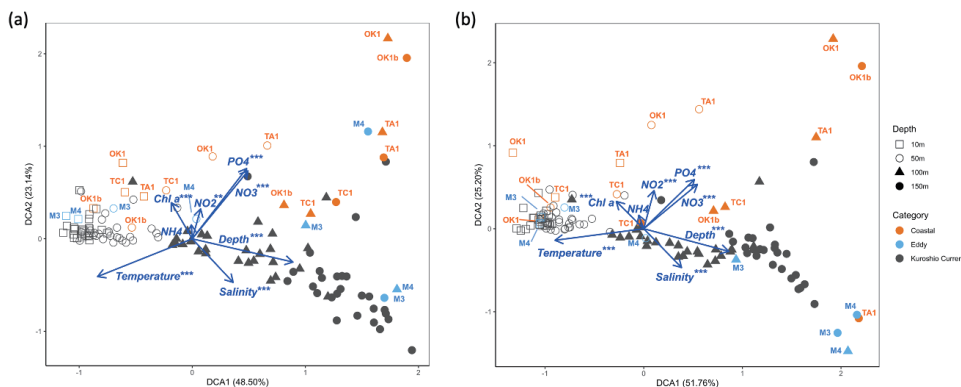 (a)
2
1
0
-1
-1
0
1
2
DCA2 (23.14%)
DCA1 (48.50%)
OK1
OK1b
M4
TA1
TA1
OK1
TA1
OK1
PO4***
TC1
TA1
TC1
M4
**
***
NO2
NO3
Chl a**
OK1b
TC1
TC1
OK1b
M3
M3
M4
M3
OK1b
NH4
Depth***
Temperature***
Salinity***
M4
M3
(b)
2
1
0
-1
-1
0
1
2
DCA2 (25.20%)
DCA1 (51.76%)
OK1
OK1b
TA1
TA1
OK1
OK1
TA1
PO4***
NO2***
***
NO3
OK1b
TC1
M3
M3
***
Chl a
NH4
TC1
TC1
OK1b
OK1
M4
M4
Depth***
Temperature***
M3
Salinity***
M4
TA1
M3
M4
Depth
10m
50m
100m
150m
Category
Coastal
Eddy
Kuroshio Currer